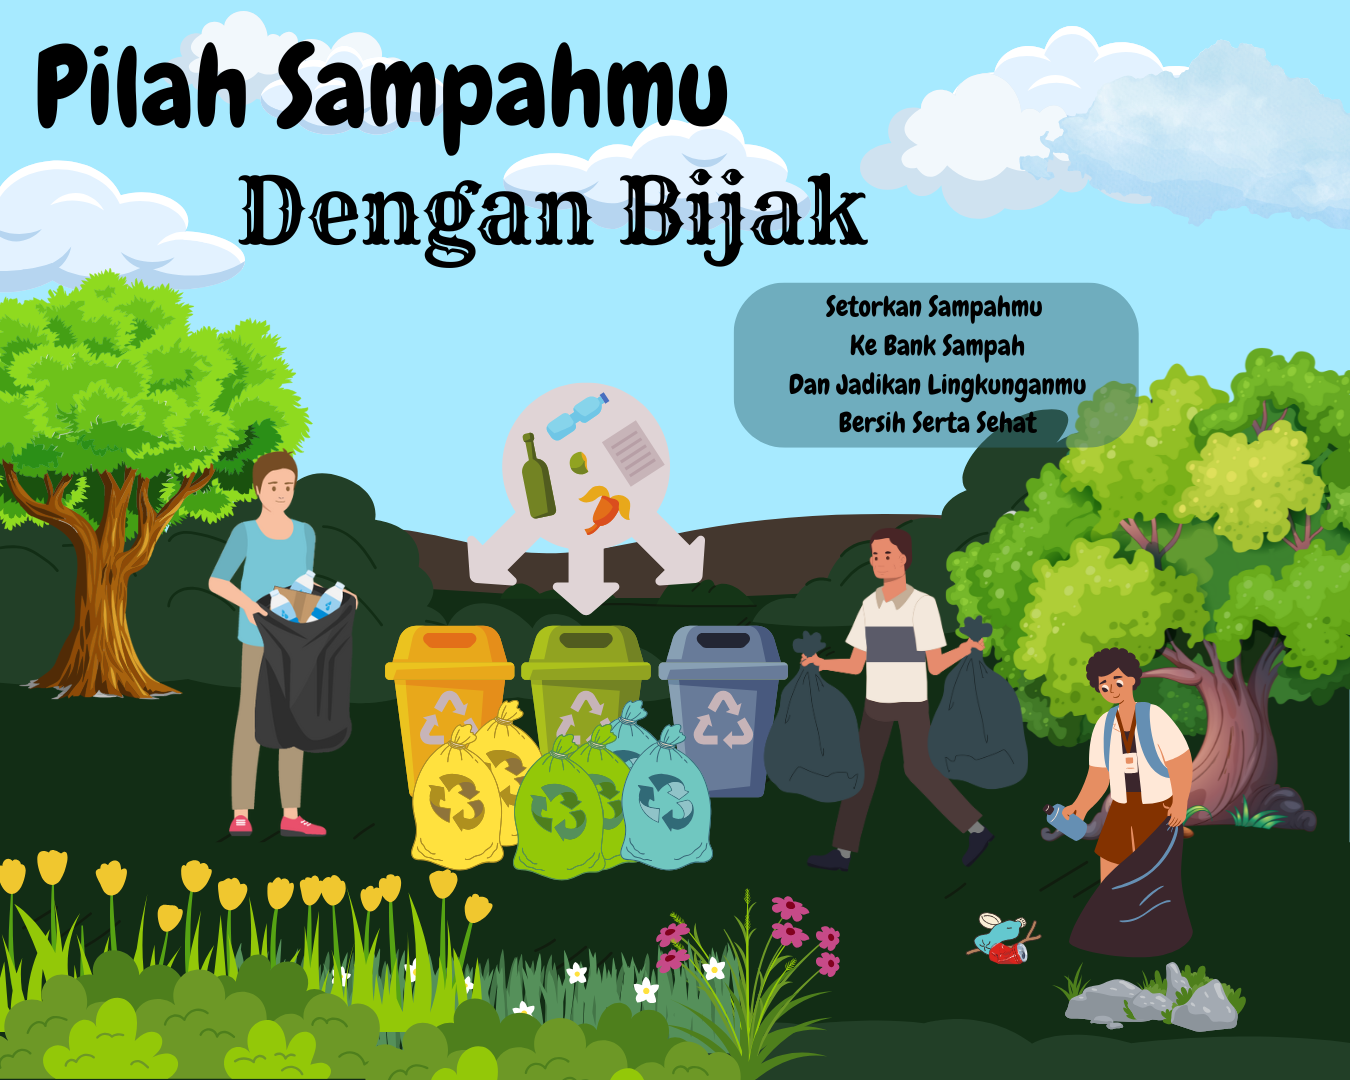 Pilah Sampahmu
Dengan Bijak
Setorkan Sampahmu
Ke Bank Sampah
Dan Jadikan Lingkunganmu
Bersih Serta Sehat